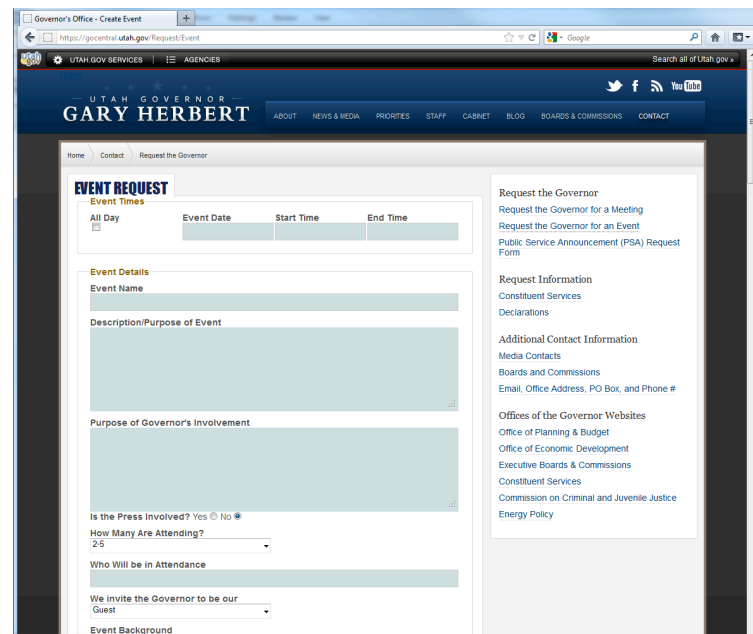 Governor's Office - Create Event
https://gocentral.utah.gov/Request/Event
Google
UTAH.GOV SERVICES | AGENCIES
Search all of Utah.gov »
UTAH GOVERNOR
GARY HERBERT
You Tube
ABOUT NEWS & MEDIA PRIORITIES STAFF CABINET BLOG BOARDS & COMMISSIONS CONTACT
Home Contact Request the Governor
EVENT REQUEST
Event Times
All Day Event Date Start Time End Time
Event Details
Event Name
Description/Purpose of Event
Purpose of Governor's Involvement
Is the Press Involved? Yes No
How Many Are Attending?
2-5
Who Will be in Attendance
We invite the Governor to be our
Guest
Event Background
Request the Governor
Request the Governor for a Meeting
Request the Governor for an Event
Public Service Announcement (PSA) Request
Form
Request Information
Constituent Services
Declarations
Additional Contact Information
Media Contacts
Boards and Commissions
Email, Office Address, PO Box, and Phone #
Offices of the Governor Websites
Office of Planning & Budget
Office of Economic Development
Executive Boards & Commissions
Constituent Services
Commission on Criminal and Juvenile Justice
Energy Policy